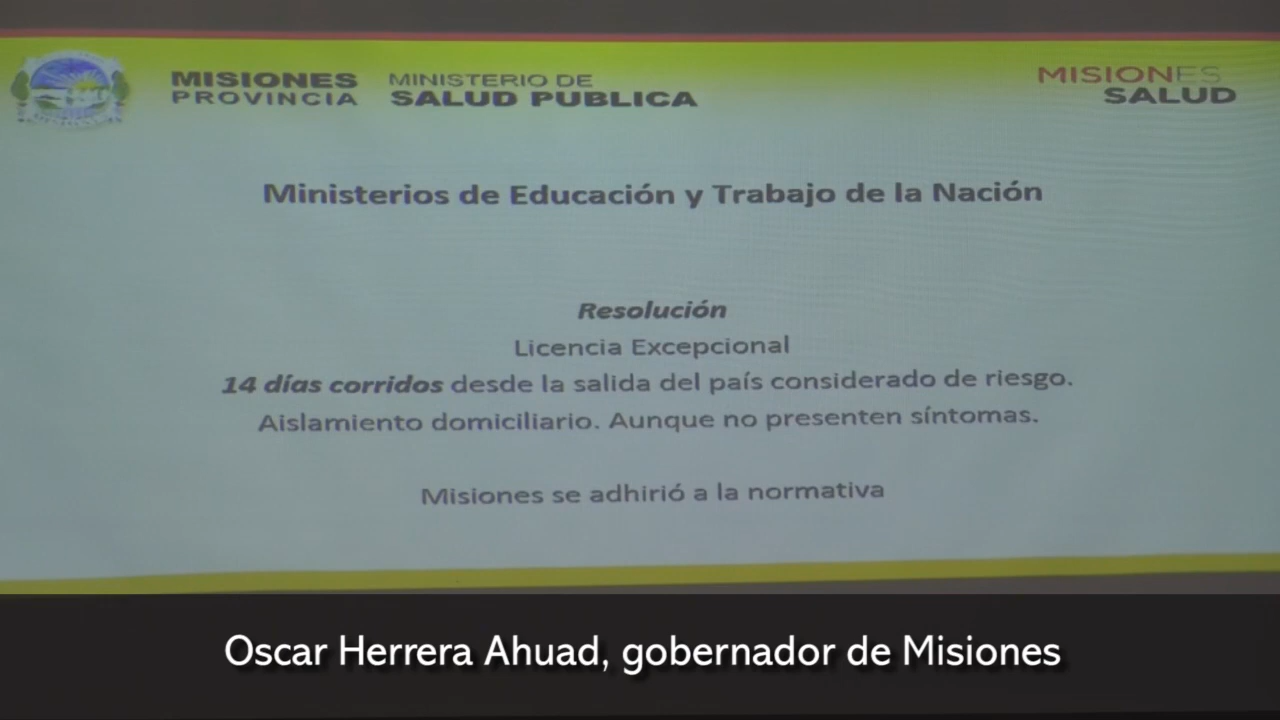 MISIONES PROVINCIA
MINISTERIO DE SALUD PÚBLICA
MISIONES SALUD
Ministerios de Educación y Trabajo de la Nación
Resolución
Licencia Excepcional
14 días corridos desde la salida del país considerado de riesgo.
Aislamiento domiciliario. Aunque no presenten síntomas.
Misiones se adhirió a la normativa
Oscar Herrera Ahuad, gobernador de Misiones